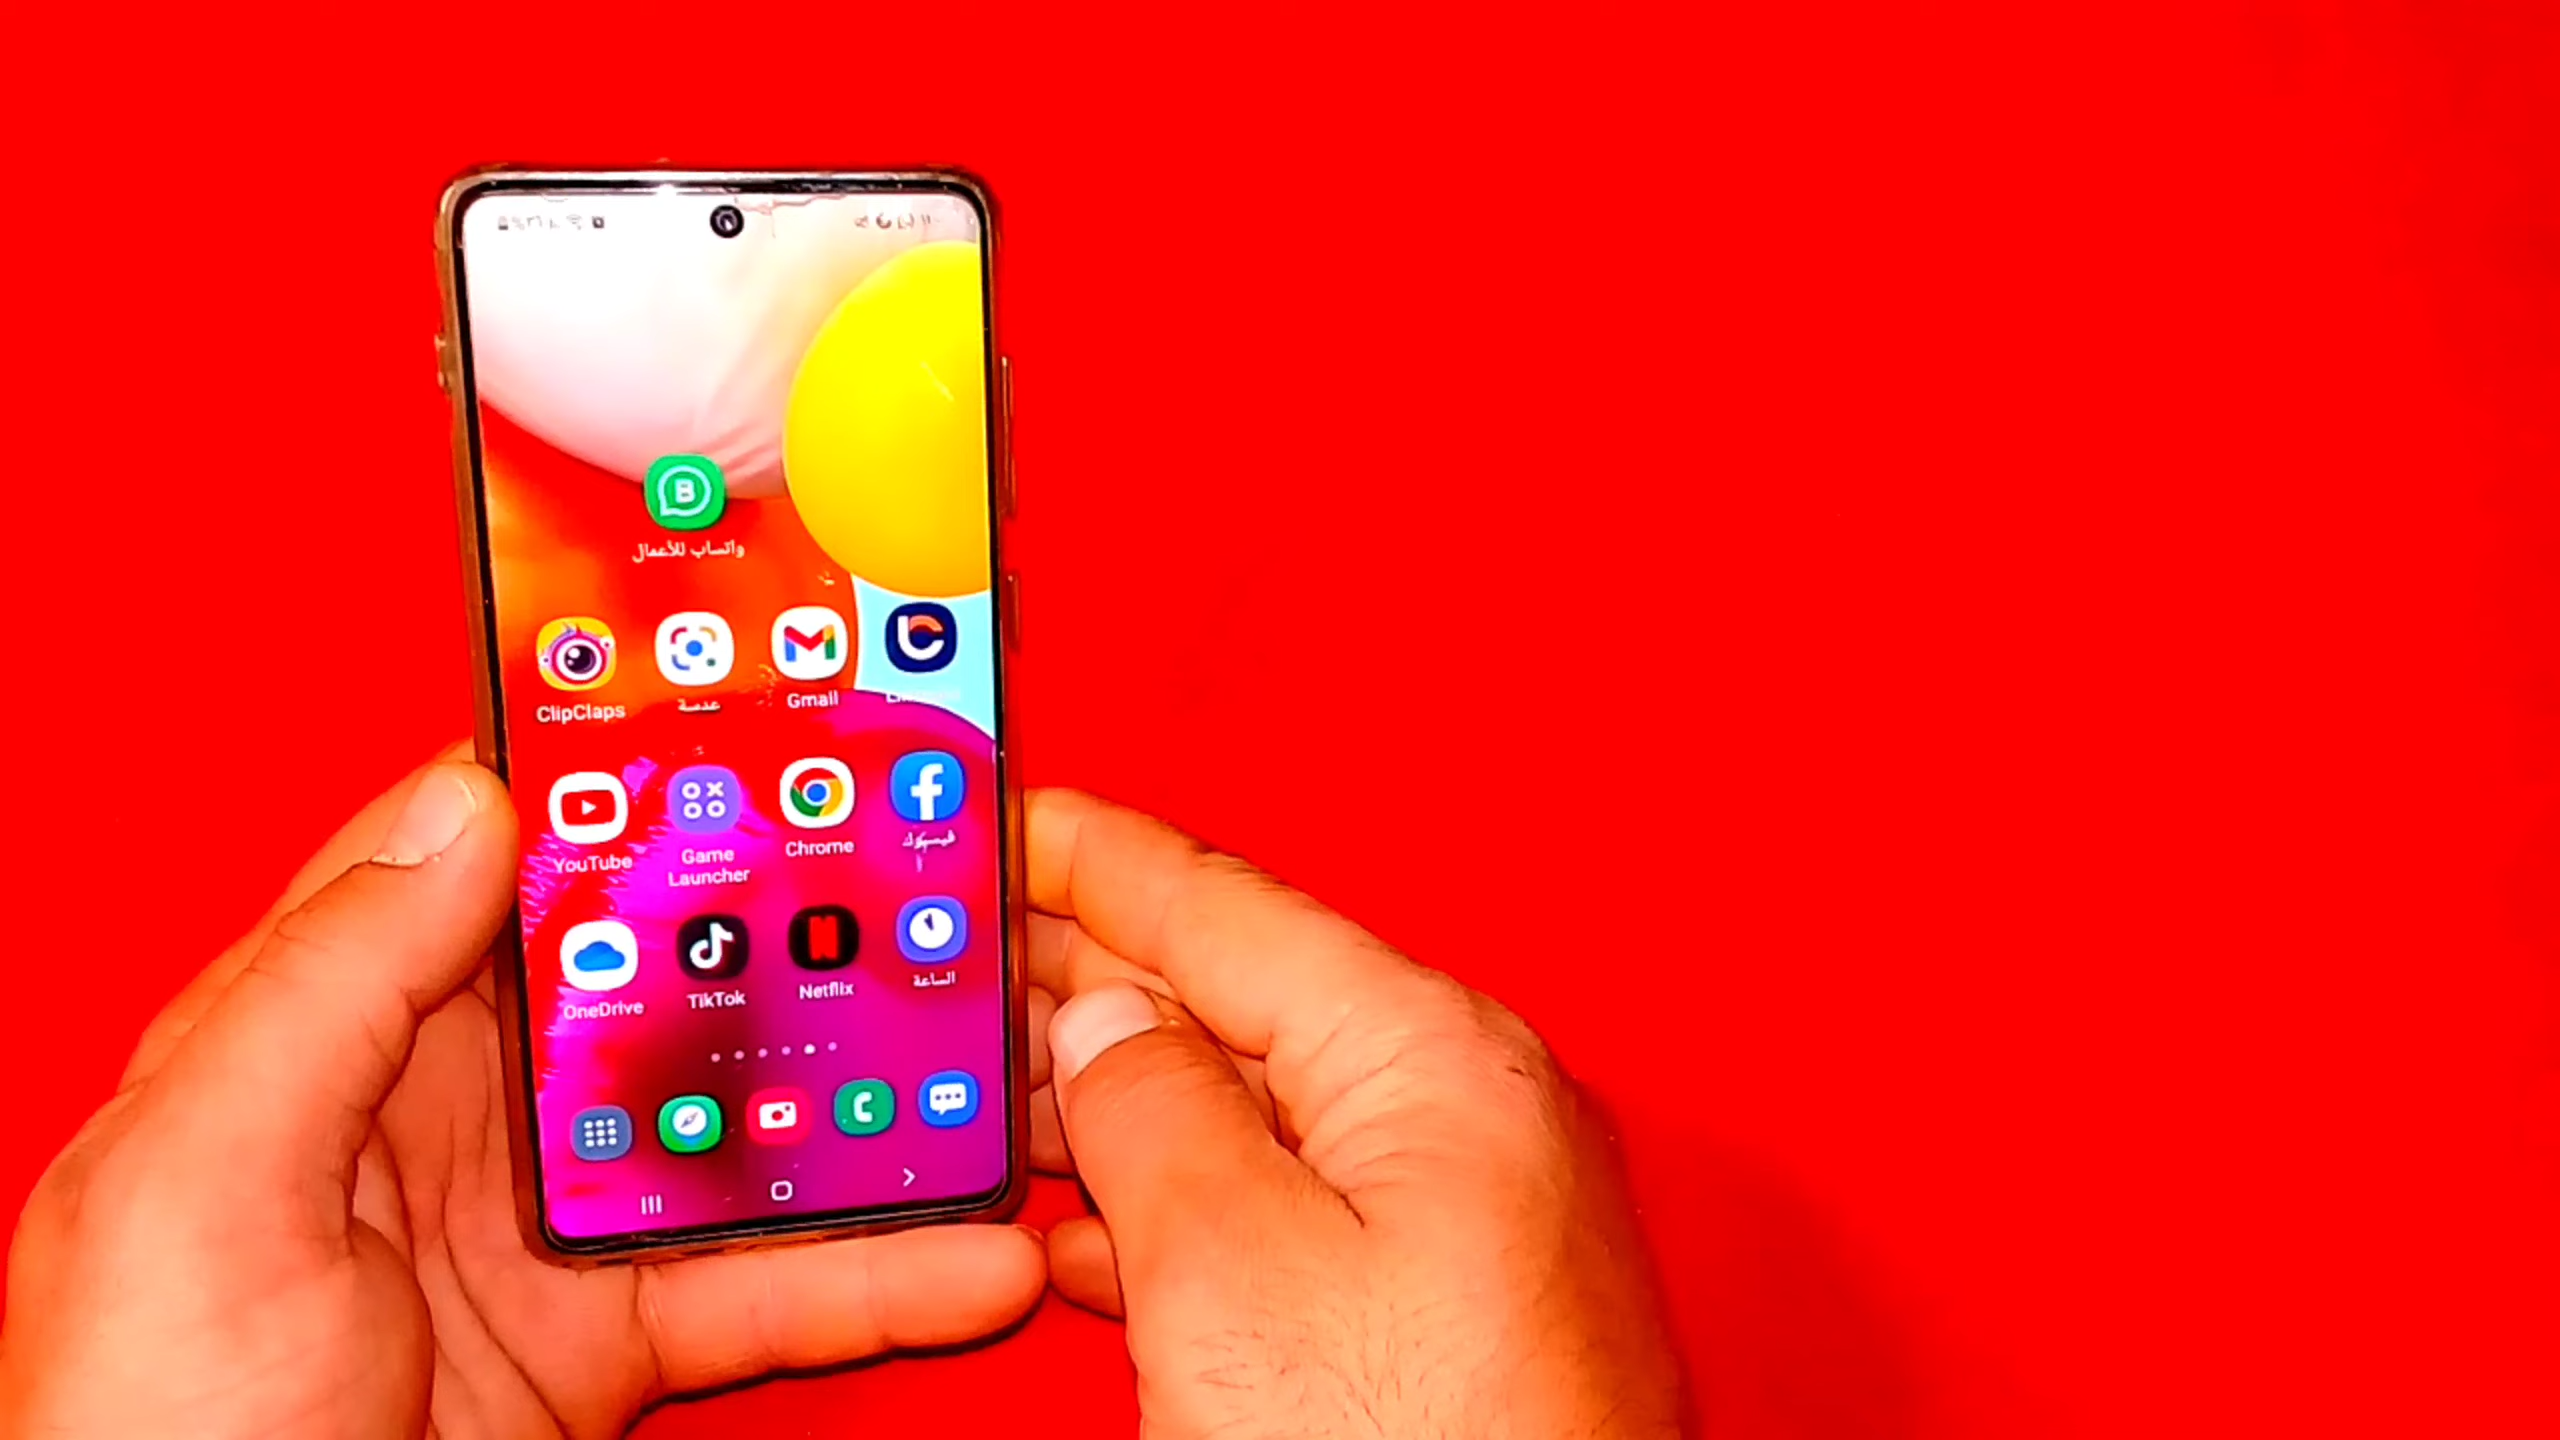 واتساب للأعمال
ClipClaps
عدسة
Gmail
YouTube
Game
Launcher
Chrome
فيسبوك
OneDrive
TikTok
Netflix
الساعة